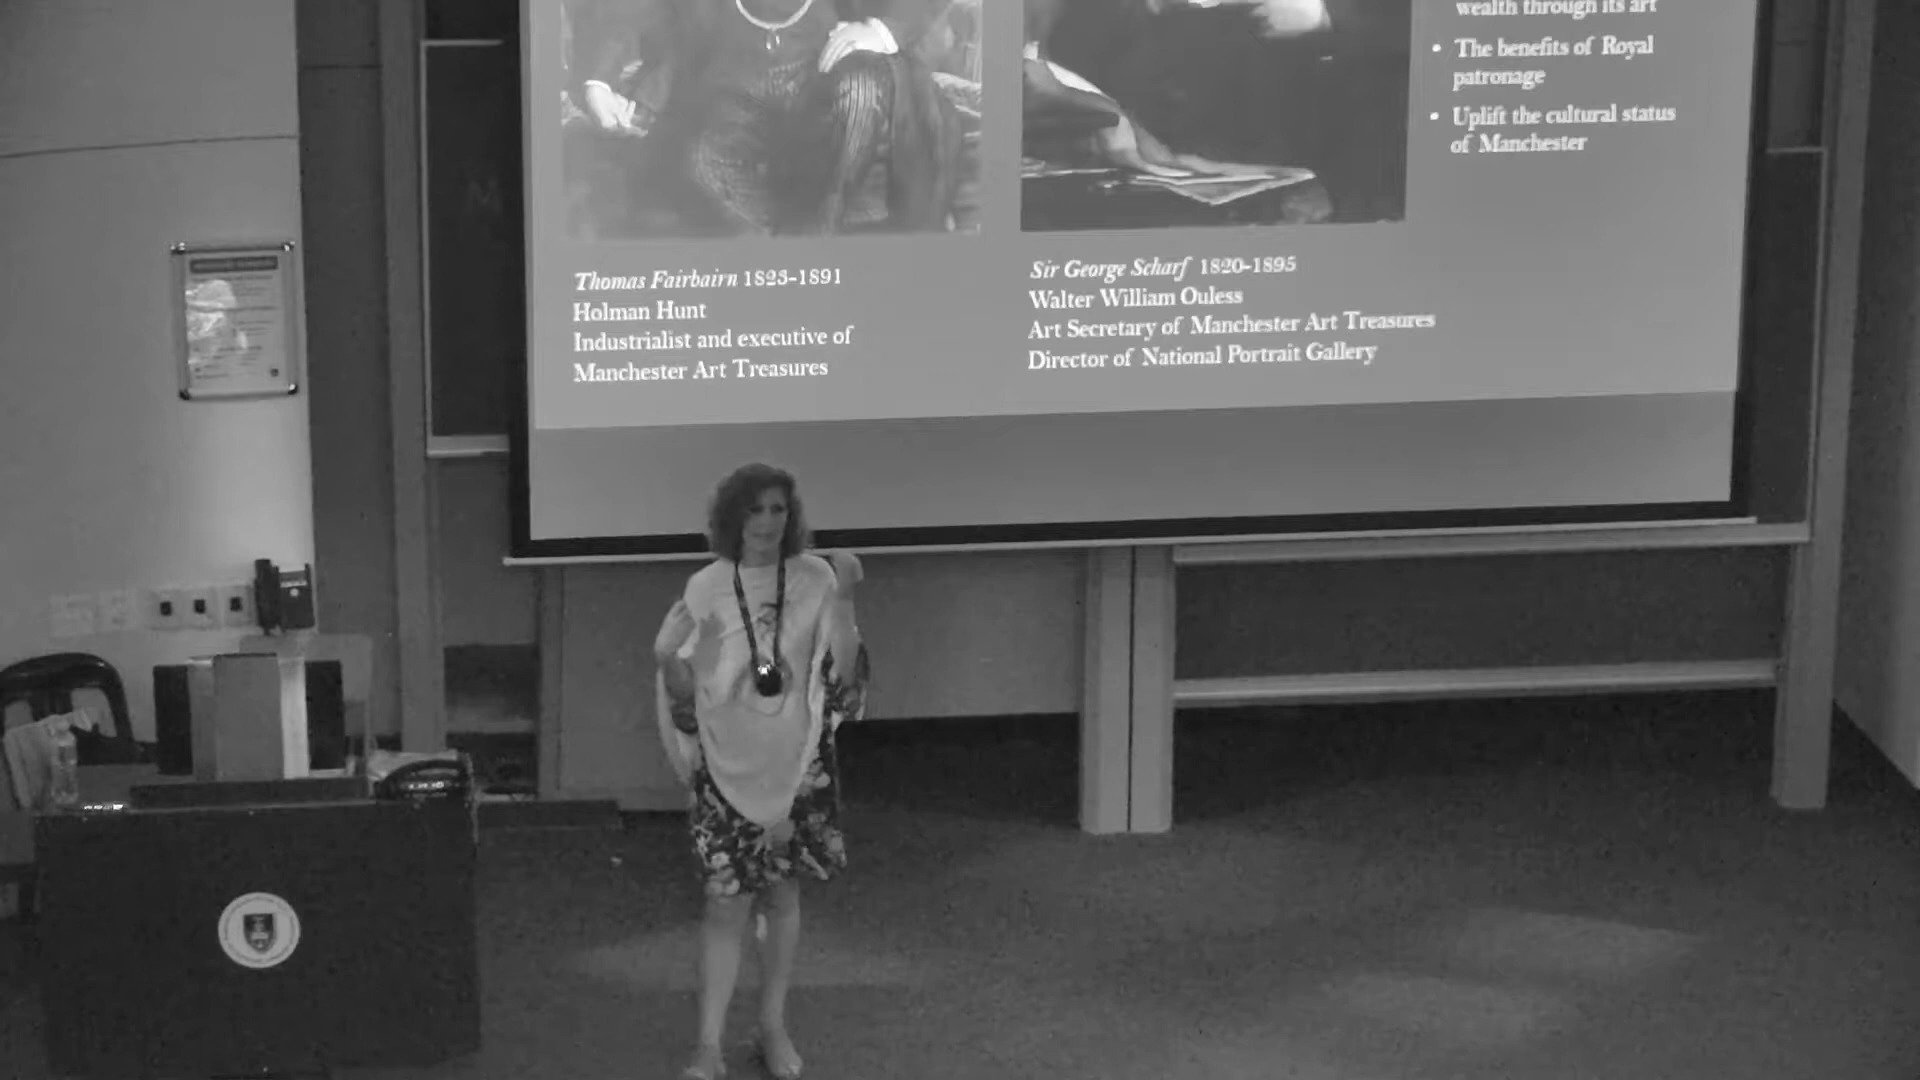 Thomas Fairbairn 1823-1891
Holman Hunt
Industrialist and executive of
Manchester Art Treasures
Sir George Scharf 1820-1895
Walter William Ouless
Art Secretary of Manchester Art Treasures
Director of National Portrait Gallery
wealth through its art
• The benefits of Royal
patronage
• Uplift the cultural status
of Manchester